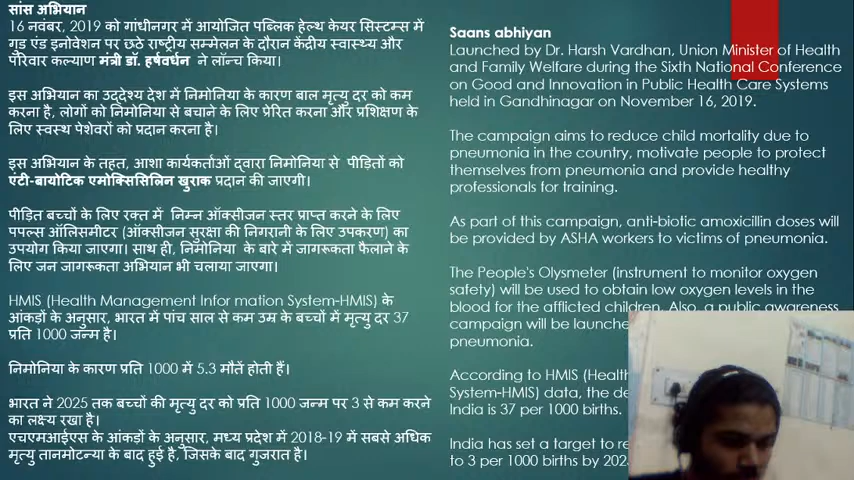 सांस अभियान
16 नवंबर, 2019 को गांधीनगर में आयोजित पब्लिक हेल्थ केयर सिस्टम्स में
गुड एंड इनोवेशन पर छठे राष्ट्रीय सम्मेलन के दौरान केंद्रीय स्वास्थ्य और
परिवार कल्याण मंत्री डॉ. हर्षवर्धन ने लॉन्च किया।
इस अभियान का उद्देश्य देश में निमोनिया के कारण बाल मृत्यु दर को कम
करना है, लोगों को निमोनिया से बचाने के लिए प्रेरित करना और प्रशिक्षण के
लिए स्वस्थ पेशेवरों को प्रदान करना है।
इस अभियान के तहत, आशा कार्यकर्ताओं द्वारा निमोनिया से पीड़ितों को
एंटी-बायोटिक एमोक्सिसिलिन खुराक प्रदान की जाएगी।
पीड़ित बच्चों के लिए रक्त में निम्न ऑक्सीजन स्तर प्राप्त करने के लिए
पपल्स ऑलिसमीटर (ऑक्सीजन सुरक्षा की निगरानी के लिए उपकरण) का
उपयोग किया जाएगा। साथ ही, निमोनिया के बारे में जागरूकता फैलाने के
लिए जन जागरूकता अभियान भी चलाया जाएगा।
HMIS (Health Management Infor mation System-HMIS) के
आंकड़ों के अनुसार, भारत में पांच साल से कम उम्र के बच्चों में मृत्यु दर 37
प्रति 1000 जन्म है।
निमोनिया के कारण प्रति 1000 में 5.3 मौतें होती हैं।
भारत ने 2025 तक बच्चों की मृत्यु दर को प्रति 1000 जन्म पर 3 से कम करने
का लक्ष्य रखा है।
एचएमआईएस के आंकड़ों के अनुसार, मध्य प्रदेश में 2018-19 में सबसे अधिक
मृत्यु तानमोटन्या के बाद हुई है, जिसके बाद गुजरात है।
Saans abhiyan
Launched by Dr. Harsh Vardhan, Union Minister of Health
and Family Welfare during the Sixth National Conference
on Good and Innovation in Public Health Care Systems
held in Gandhinagar on November 16, 2019.
The campaign aims to reduce child mortality due to
pneumonia in the country, motivate people to protect
themselves from pneumonia and provide healthy
professionals for training.
As part of this campaign, anti-biotic amoxicillin doses will
be provided by ASHA workers to victims of pneumonia.
The People's Olysmeter (instrument to monitor oxygen
safety) will be used to obtain low oxygen levels in the
blood for the afflicted children. Also, a public awareness
campaign will be launche
pneumonia.
According to HMIS (Health
System-HMIS) data, the de
India is 37 per 1000 births.
India has set a target to re
to 3 per 1000 births by 202